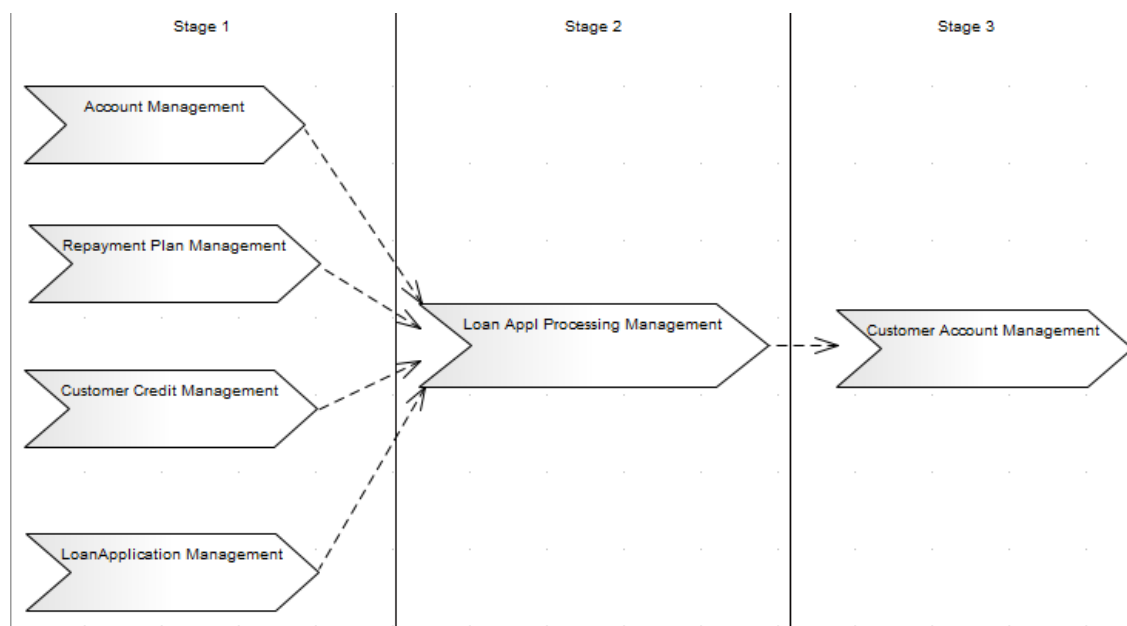 Stage 1
Stage 2
Stage 3
Account Management
Repayment Plan Management
Customer Credit Management
LoanApplication Management
Loan Appl Processing Management
Customer Account Management